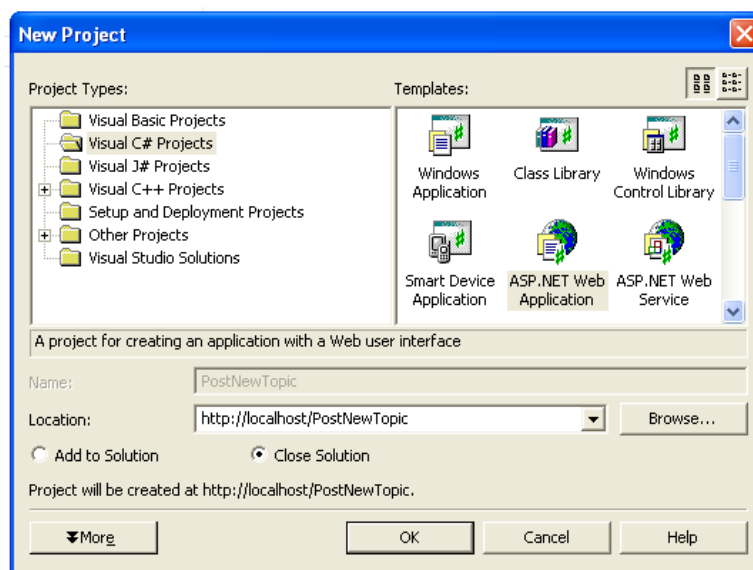 New Project
Project Types:
Templates:
Visual Basic Projects
Visual C# Projects
Visual J# Projects
Visual C++ Projects
Setup and Deployment Projects
Other Projects
Visual Studio Solutions
Windows
Application
Class Library
Windows
Control Library
Smart Device
Application
ASP.NET Web
Application
ASP.NET Web
Service
A project for creating an application with a Web user interface
Name:
PostNewTopic
Location:
http://localhost/PostNewTopic
Browse...
Add to Solution
Close Solution
Project will be created at http://localhost/PostNewTopic.
More
OK
Cancel
Help